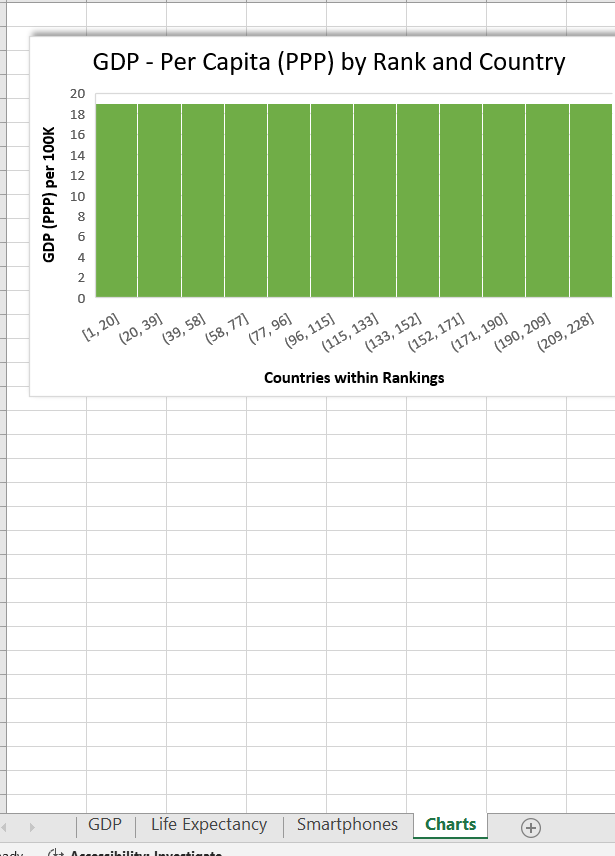 GDP - Per Capita (PPP) by Rank and Country
20
18
16
14
12
10
8
6
4
2
0
GDP (PPP) per 100K
[1, 20]
(20, 39]
(39, 58]
(58, 77]
(77, 96]
(96, 115]
(115, 133]
(133, 152]
(152, 171]
(171, 190]
(190, 209]
(209, 228]
Countries within Rankings
GDP
Life Expectancy
Smartphones
Charts
Accessibility: Investigate